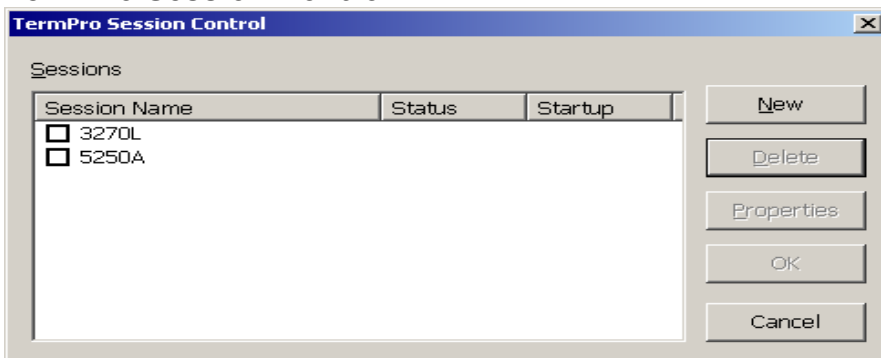 TermPro Session Control
Sessions
Session Name Status Startup
3270L
5250A
New
Delete
Properties
OK
Cancel